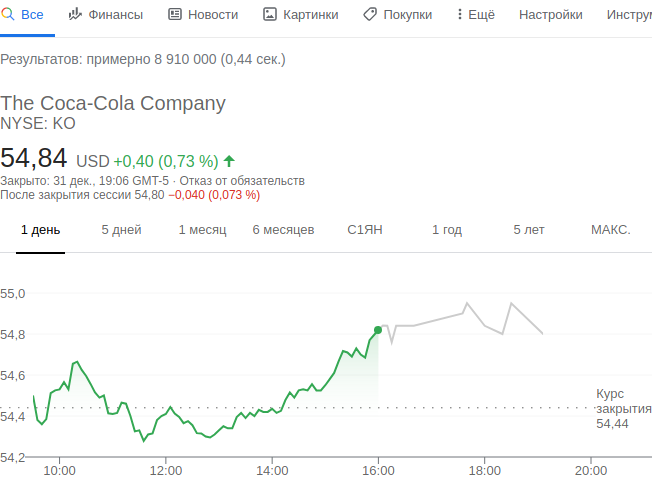 Все Финансы Новости Картинки Покупки Ещё Настройки Инстру
Результатов: примерно 8 910 000 (0,44 сек.)
The Coca-Cola Company
NYSE: KO
54,84 USD +0,40 (0,73 %)
Закрыто: 31 дек., 19:06 GMT-5 · Отказ от обязательств
После закрытия сессии 54,80 −0,040 (0,073 %)
1 день 5 дней 1 месяц 6 месяцев С1ЯН 1 год 5 лет МАКС.
55,0
54,8
54,6
54,4
54,2
Курс
закрытия
54,44
10:00 12:00 14:00 16:00 18:00 20:00